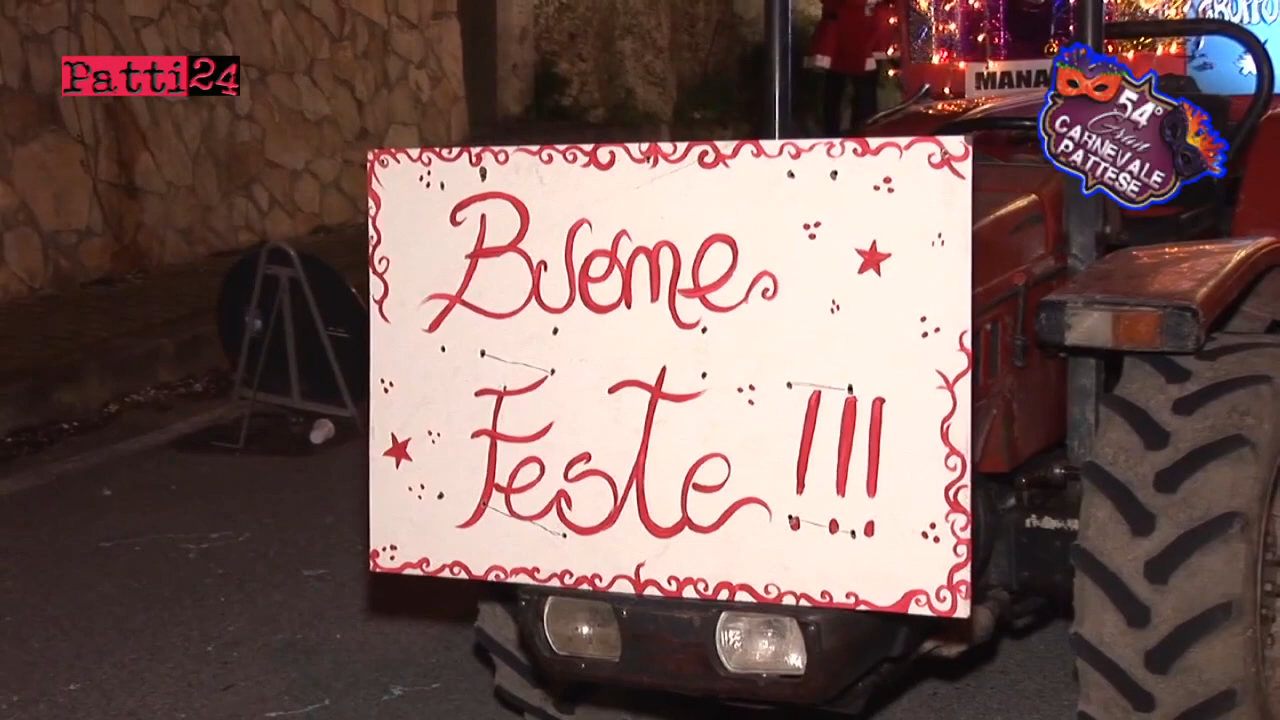 Patti24
MANA
54°
Gran
CARNEVALE
PATTESE
Buone
Feste !!!